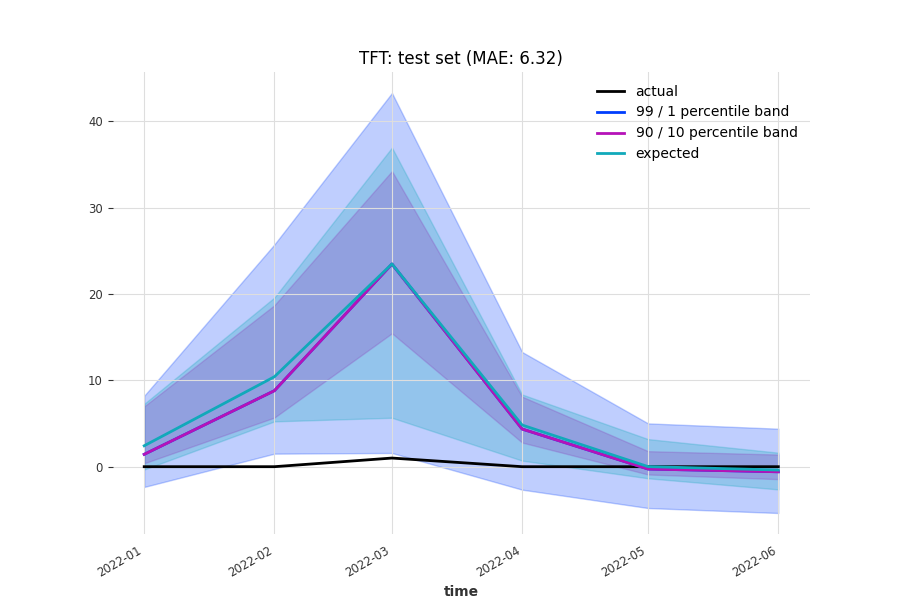 TFT: test set (MAE: 6.32)
actual
99 / 1 percentile band
90 / 10 percentile band
expected
40
30
20
10
0
2022-01
2022-02
2022-03
2022-04
2022-05
2022-06
time